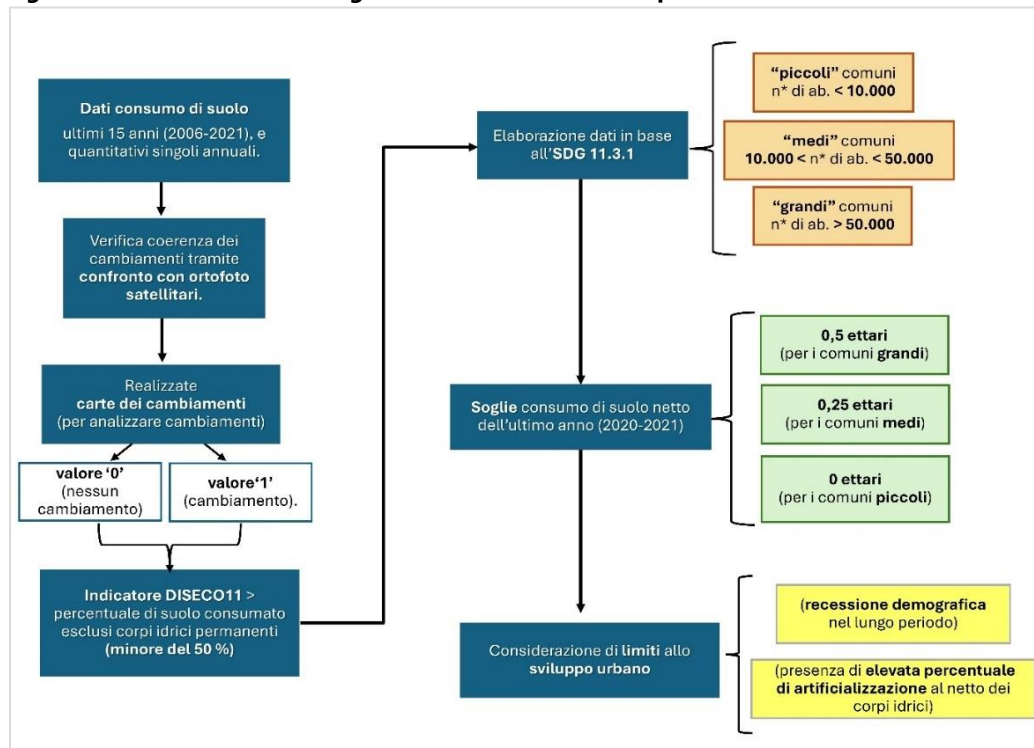 Dati consumo di suolo
ultimi 15 anni (2006-2021), e
quantitativi singoli annuali.
Verifica coerenza dei
cambiamenti tramite
confronto con ortofoto
satellitari.
Realizzate
carte dei cambiamenti
(per analizzare cambiamenti)
valore ‘0’
(nessun
cambiamento)
valore‘1’
(cambiamento).
Indicatore DISECO11 >
percentuale di suolo consumato
esclusi corpi idrici permanenti
(minore del 50 %)
Elaborazione dati in base
all’SDG 11.3.1
“piccoli” comuni
n* di ab. < 10.000
“medi” comuni
10.000 < n* di ab. < 50.000
“grandi” comuni
n* di ab. > 50.000
Soglie consumo di suolo netto
dell’ultimo anno (2020-2021)
0,5 ettari
(per i comuni grandi)
0,25 ettari
(per i comuni medi)
0 ettari
(per i comuni piccoli)
Considerazione di limiti allo
sviluppo urbano
(recessione demografica
nel lungo periodo)
(presenza di elevata percentuale
di artificializzazione al netto dei
corpi idrici)